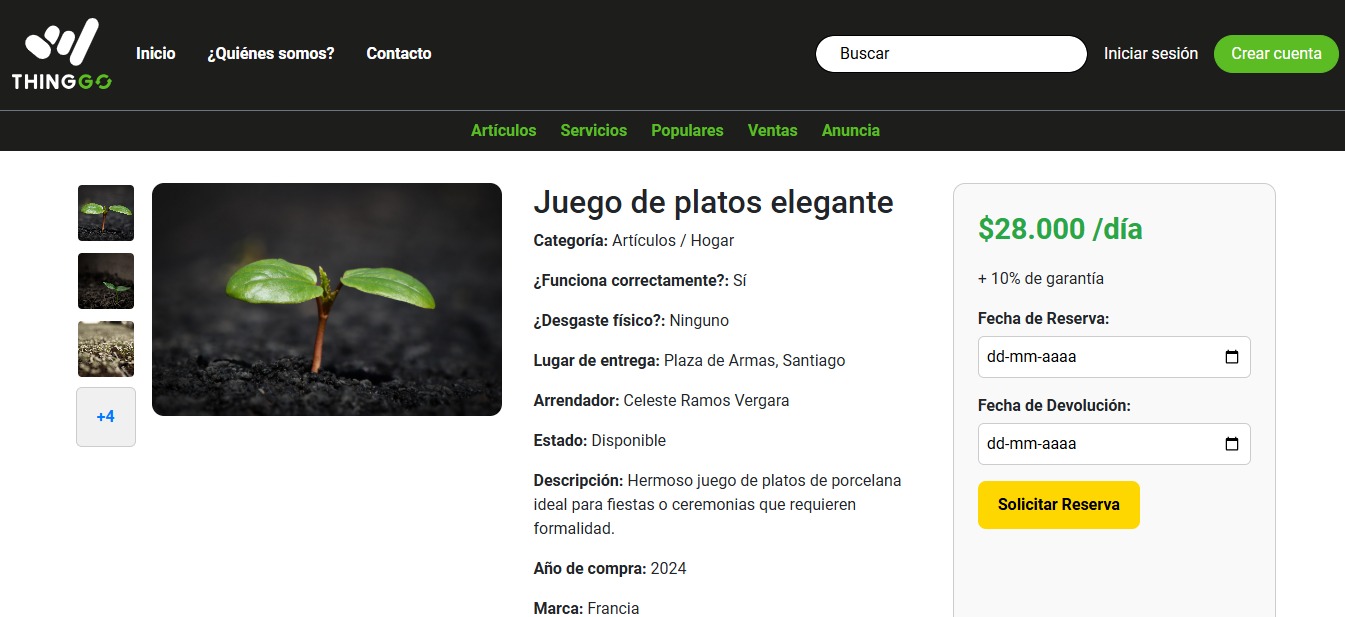 THINGGO
Inicio
¿Quiénes somos?
Contacto
Buscar
Iniciar sesión
Crear cuenta
Artículos
Servicios
Populares
Ventas
Anuncia
+4
Juego de platos elegante
Categoría: Artículos / Hogar
¿Funciona correctamente?: Sí
¿Desgaste físico?: Ninguno
Lugar de entrega: Plaza de Armas, Santiago
Arrendador: Celeste Ramos Vergara
Estado: Disponible
Descripción: Hermoso juego de platos de porcelana
ideal para fiestas o ceremonias que requieren
formalidad.
Año de compra: 2024
Marca: Francia
$28.000 /día
+ 10% de garantía
Fecha de Reserva:
dd-mm-aaaa
Fecha de Devolución:
dd-mm-aaaa
Solicitar Reserva